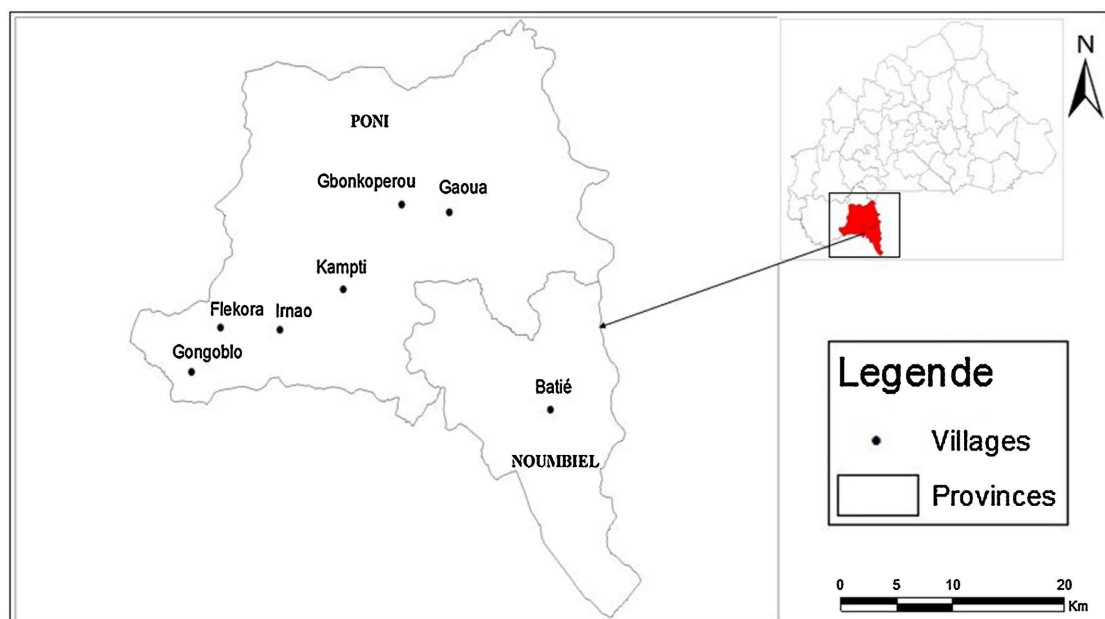 N
PONI
Gbonkoperou
Gaoua
Kampti
Flekora
Irnao
Gongoblo
Batié
NOUMBIEL
Legende
Villages
Provinces
0 5 10 20
Km